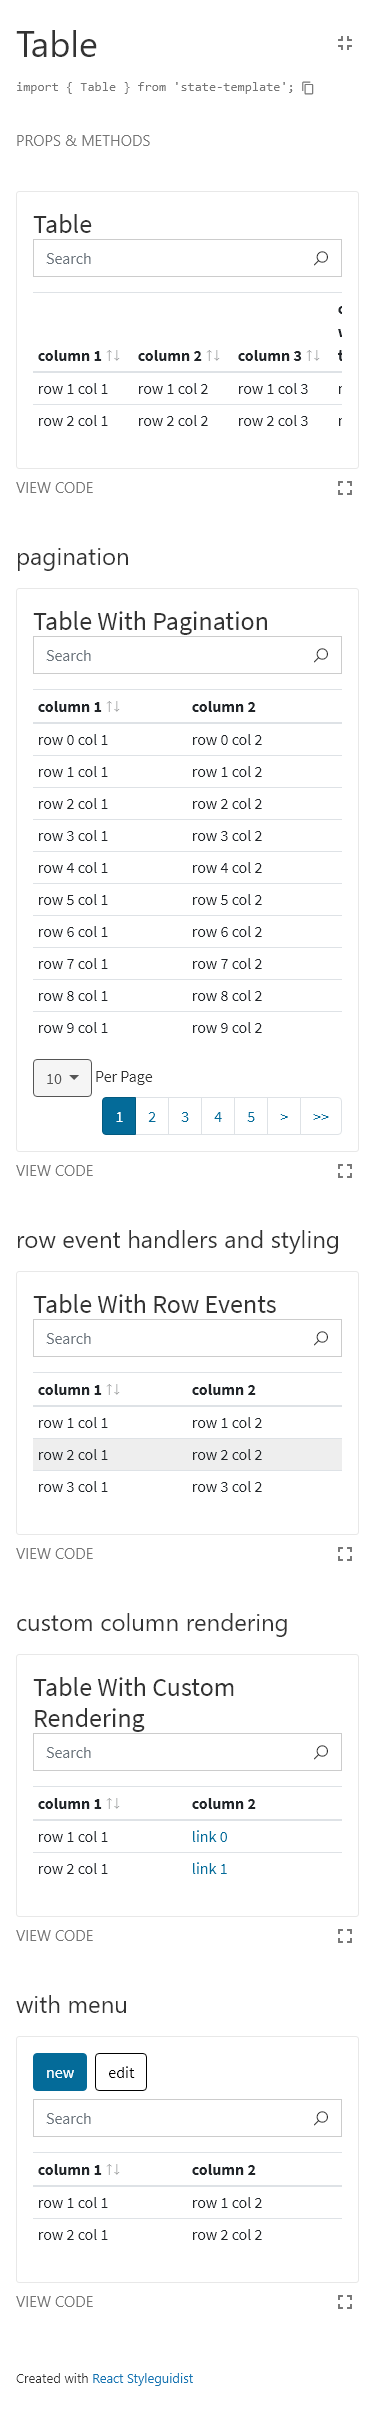 Table
import { Table } from 'state-template';
PROPS & METHODS
Table
Search
column 1 column 2 column 3
row 1 col 1 row 1 col 2 row 1 col 3
row 2 col 1 row 2 col 2 row 2 col 3
VIEW CODE
pagination
Table With Pagination
Search
column 1 column 2
row 0 col 1 row 0 col 2
row 1 col 1 row 1 col 2
row 2 col 1 row 2 col 2
row 3 col 1 row 3 col 2
row 4 col 1 row 4 col 2
row 5 col 1 row 5 col 2
row 6 col 1 row 6 col 2
row 7 col 1 row 7 col 2
row 8 col 1 row 8 col 2
row 9 col 1 row 9 col 2
10 Per Page
1 2 3 4 5 > >>
VIEW CODE
row event handlers and styling
Table With Row Events
Search
column 1 column 2
row 1 col 1 row 1 col 2
row 2 col 1 row 2 col 2
row 3 col 1 row 3 col 2
VIEW CODE
custom column rendering
Table With Custom
Rendering
Search
column 1 column 2
row 1 col 1 link 0
row 2 col 1 link 1
VIEW CODE
with menu
new edit
Search
column 1 column 2
row 1 col 1 row 1 col 2
row 2 col 1 row 2 col 2
VIEW CODE
Created with React Styleguidist